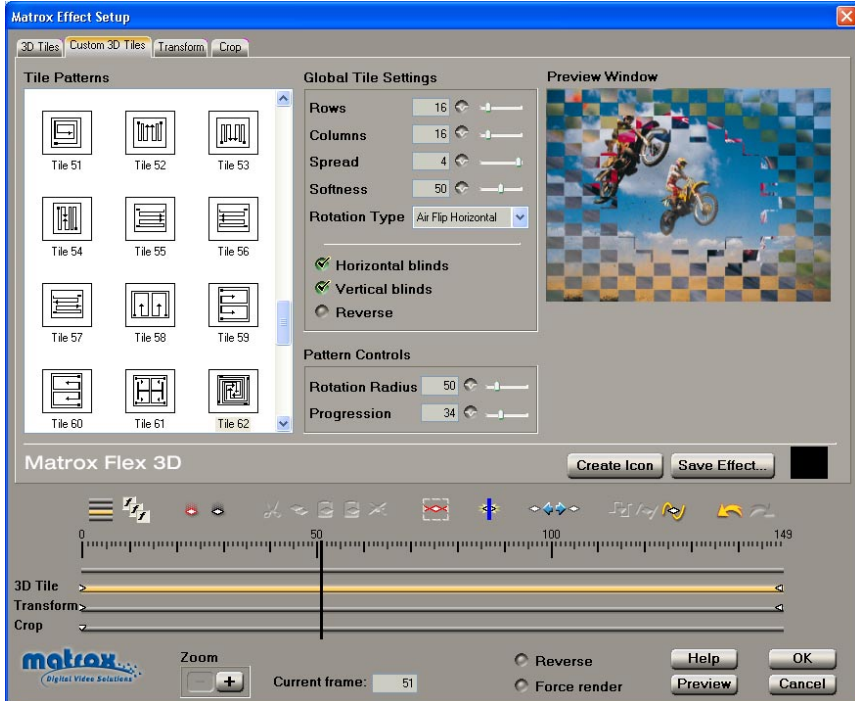 Matrox Effect Setup
3D Tiles Custom 3D Tiles Transform Crop
Tile Patterns
Tile 51 Tile 52 Tile 53
Tile 54 Tile 55 Tile 56
Tile 57 Tile 58 Tile 59
Tile 60 Tile 61 Tile 62
Global Tile Settings
Rows 16
Columns 16
Spread 4
Softness 50
Rotation Type Air Flip Horizontal
Horizontal blinds
Vertical blinds
Reverse
Pattern Controls
Rotation Radius 50
Progression 34
Preview Window
Matrox Flex 3D
Create Icon Save Effect...
0 50 100 149
3D Tile
Transform
Crop
matrox
Digital Video Solutions
Zoom
Current frame: 51
Reverse
Force render
Help OK
Preview Cancel